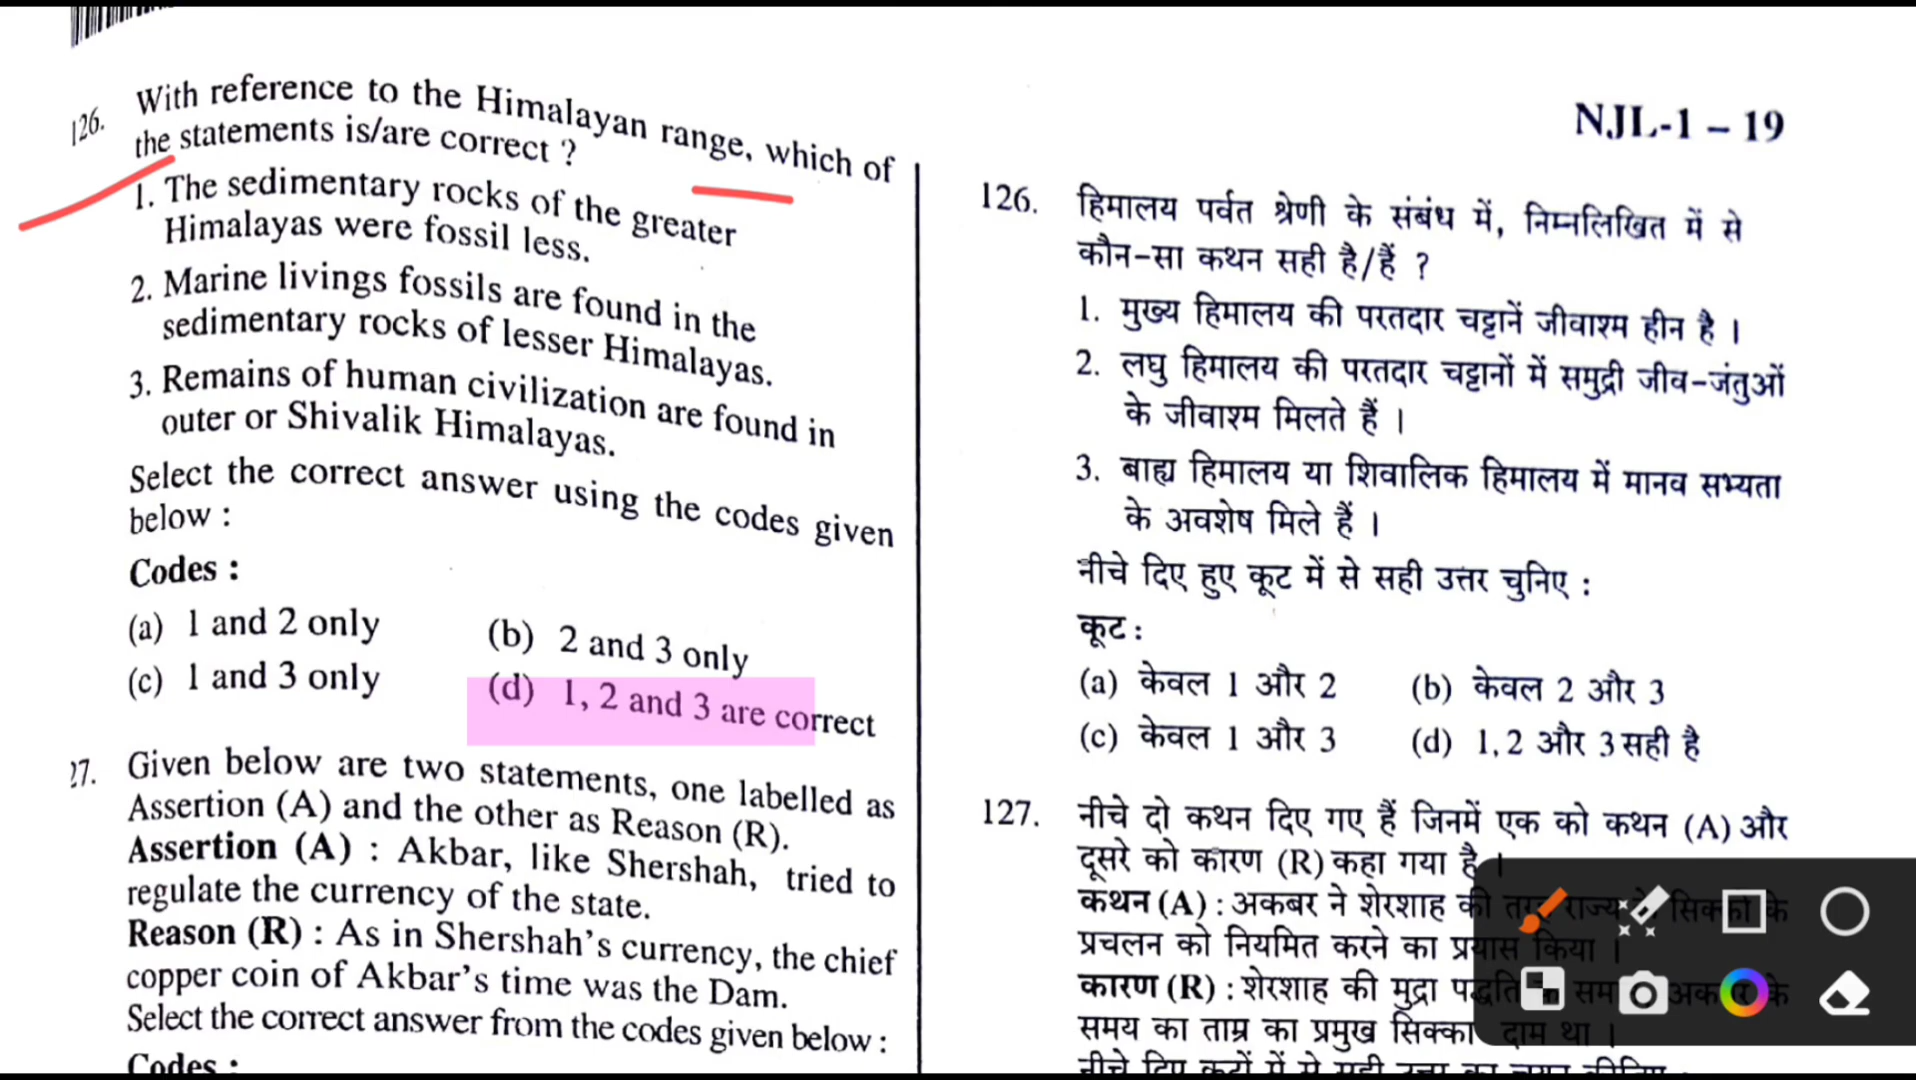 126. With reference to the Himalayan range, which of
the statements is/are correct ?
1. The sedimentary rocks of the greater
Himalayas were fossil less.
2. Marine livings fossils are found in the
sedimentary rocks of lesser Himalayas.
3. Remains of human civilization are found in
outer or Shivalik Himalayas.
Select the correct answer using the codes given
below :
Codes :
(a) 1 and 2 only (b) 2 and 3 only
(c) 1 and 3 only (d) 1, 2 and 3 are correct
27. Given below are two statements, one labelled as
Assertion (A) and the other as Reason (R).
Assertion (A) : Akbar, like Shershah, tried to
regulate the currency of the state.
Reason (R) : As in Shershah's currency, the chief
copper coin of Akbar's time was the Dam.
Select the correct answer from the codes given below :
Codes :
NJL-1 – 19
126. हिमालय पर्वत श्रेणी के संबंध में, निम्नलिखित में से
कौन-सा कथन सही है/हैं ?
1. मुख्य हिमालय की परतदार चट्टानें जीवाश्म हीन है ।
2. लघु हिमालय की परतदार चट्टानों में समुद्री जीव-जंतुओं
के जीवाश्म मिलते हैं ।
3. बाह्य हिमालय या शिवालिक हिमालय में मानव सभ्यता
के अवशेष मिले हैं ।
नीचे दिए हुए कूट में से सही उत्तर चुनिए :
कूट :
(a) केवल 1 और 2 (b) केवल 2 और 3
(c) केवल 1 और 3 (d) 1, 2 और 3 सही है
127. नीचे दो कथन दिए गए हैं जिनमें एक को कथन (A) और
दूसरे को कारण (R) कहा गया है ।
कथन (A) : अकबर ने शेरशाह की तरह राज्य के सिक्कों के
प्रचलन को नियमित करने का प्रयास किया ।
कारण (R) : शेरशाह की मुद्रा पद्धति के समान अकबर के
समय का ताम्र का प्रमुख सिक्का दाम था ।